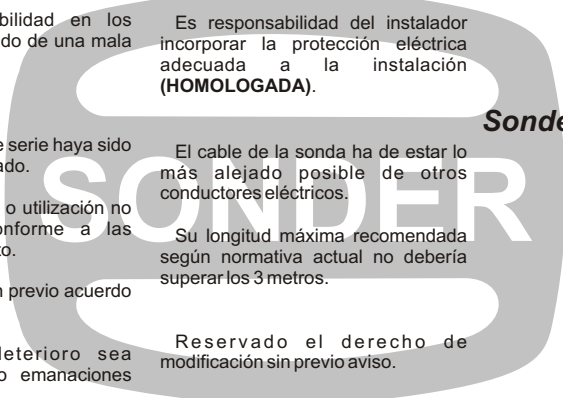 bilidad en los
do de una mala
e serie haya sido
ado.
o utilización no
onforme a las
to.
n previo acuerdo
deterioro sea
o emanaciones
Es responsabilidad del instalador
incorporar la protección eléctrica
adecuada a la instalación
(HOMOLOGADA).
El cable de la sonda ha de estar lo
más alejado posible de otros
conductores eléctricos.
Su longitud máxima recomendada
según normativa actual no debería
superar los 3 metros.
Reservado el derecho de
modificación sin previo aviso.
Sonde
SONDER